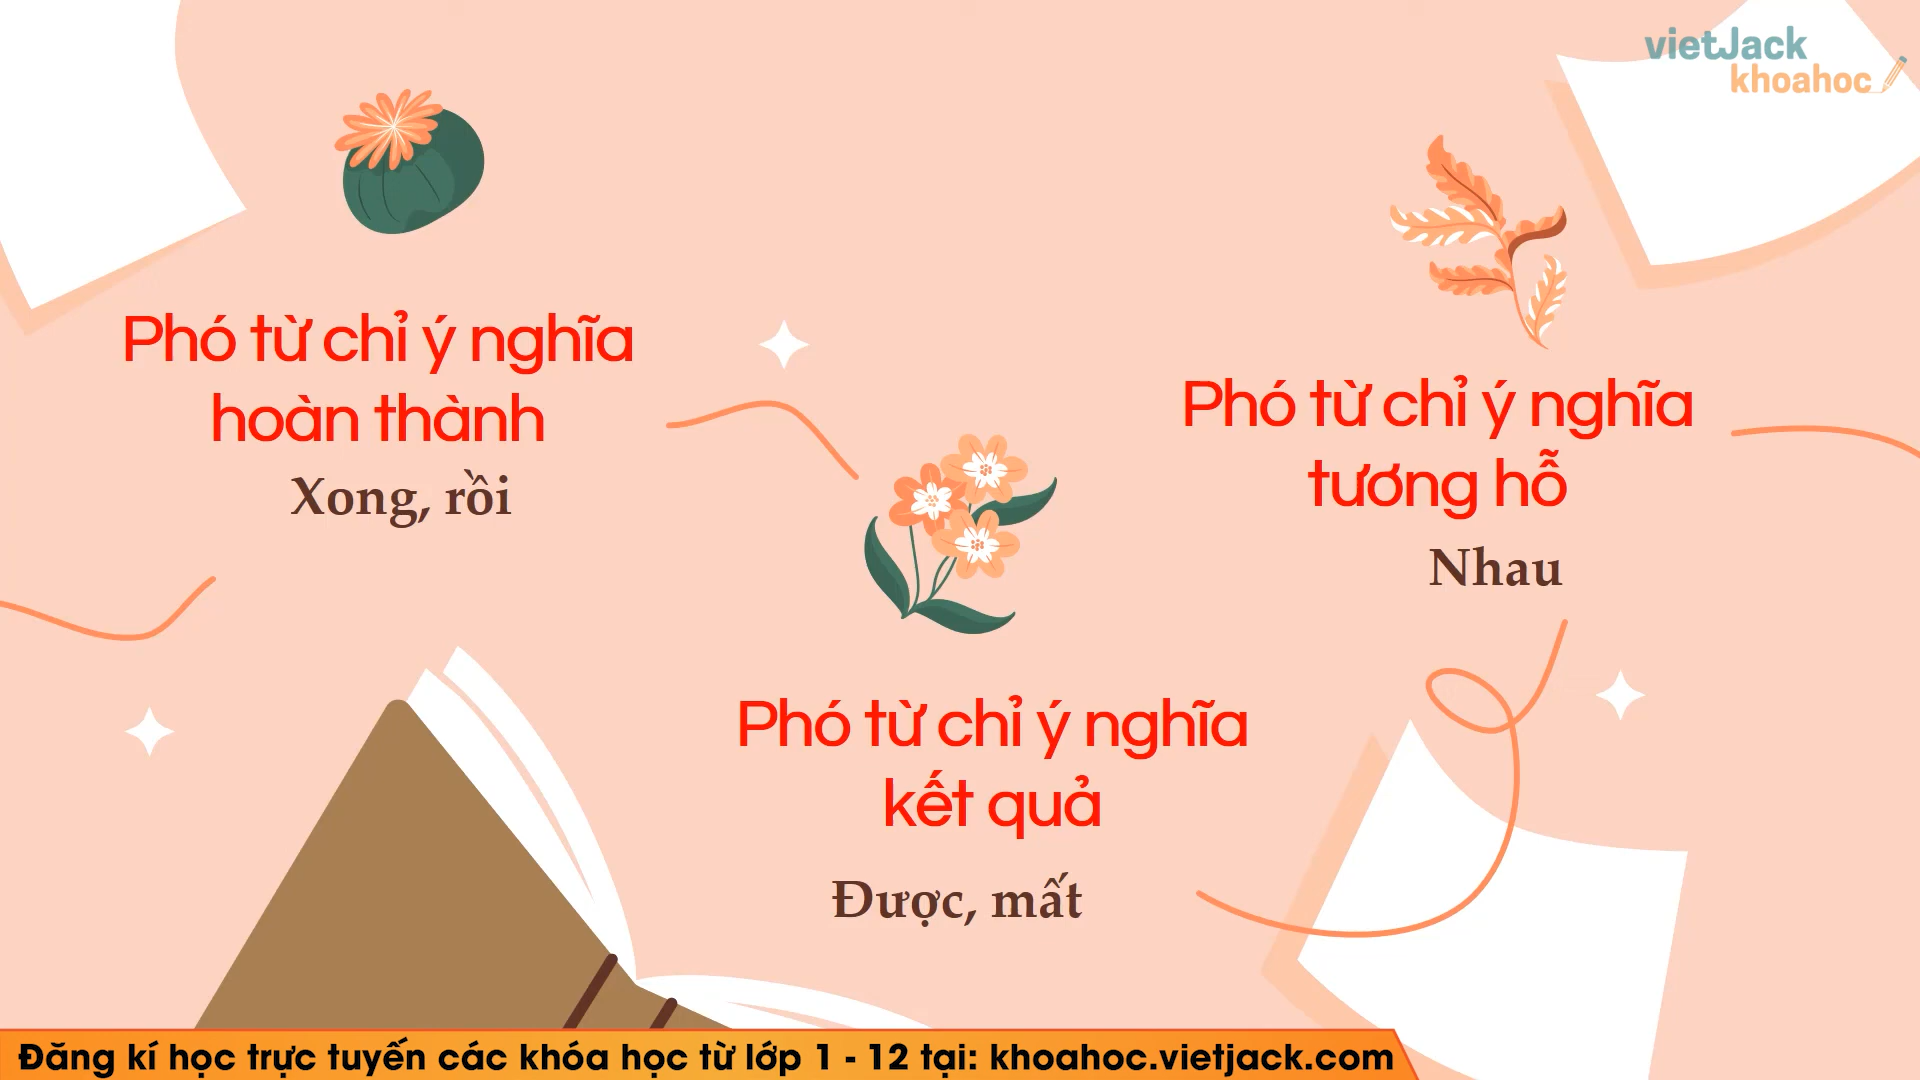 vietJack
khoahoc
Phó từ chỉ ý nghĩa
hoàn thành
Xong, rồi
Phó từ chỉ ý nghĩa
tương hỗ
Nhau
Phó từ chỉ ý nghĩa
kết quả
Được, mất
Đăng kí học trực tuyến các khóa học từ lớp 1 - 12 tại: khoahoc.vietjack.com